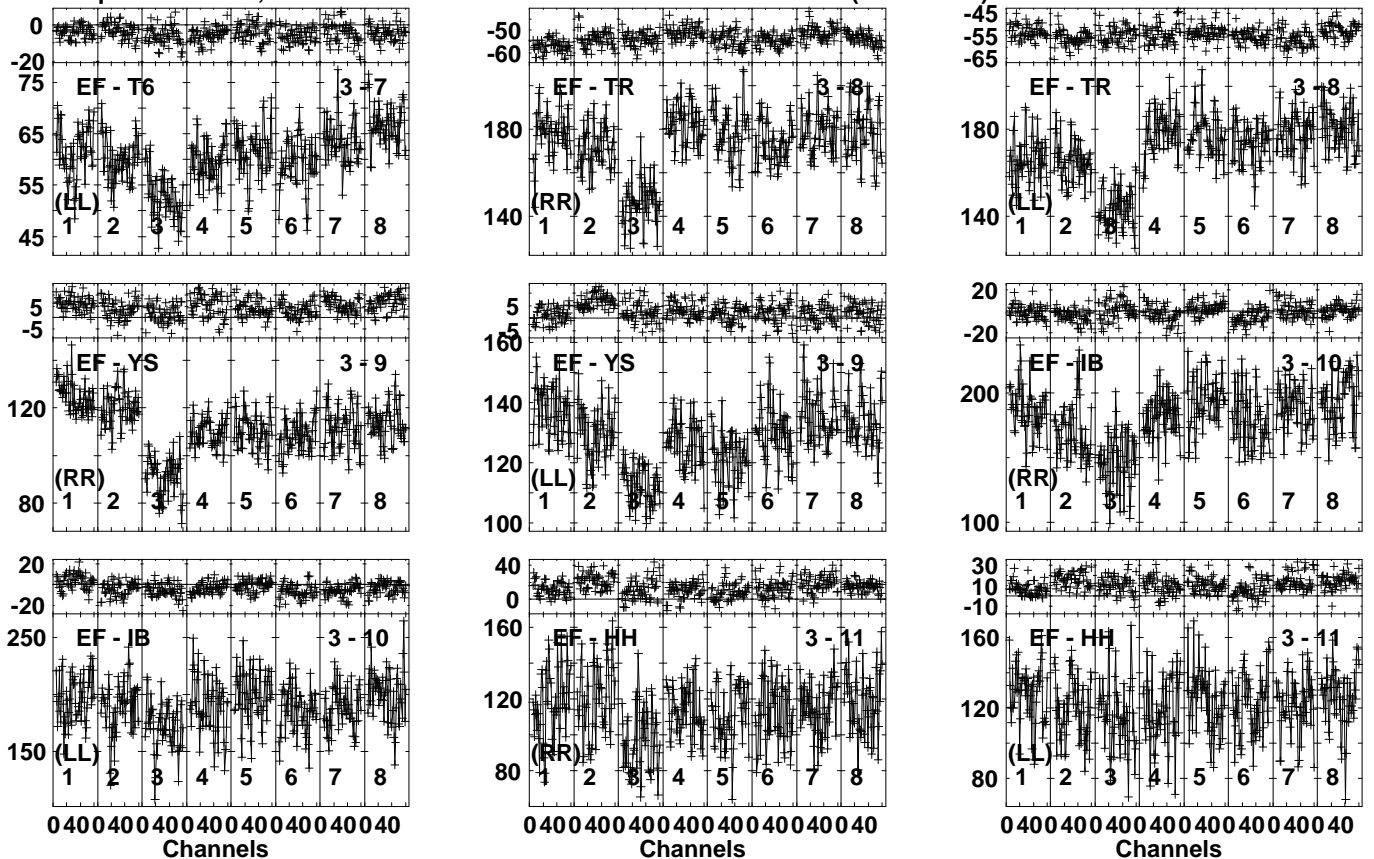 0 -50 -45
-20 -60 -55
-65
75 EF - T6 3 - 7
65
55
45
(LL)
1 2 3 4 5 6 7 8
EF - TR 3 - 8
180
140
(RR)
1 2 3 4 5 6 7 8
EF - TR 3 - 8
180
140
(LL)
1 2 3 4 5 6 7 8
5
-5
EF - YS 3 - 9
120
80
(RR)
1 2 3 4 5 6 7 8
5
-5
160
EF - YS 3 - 9
140
120
100
(LL)
1 2 3 4 5 6 7 8
20
-20
EF - IB 3 - 10
200
100
(RR)
1 2 3 4 5 6 7 8
20
-20
250
EF - IB 3 - 10
150
(LL)
1 2 3 4 5 6 7 8
40
0
160
EF - HH 3 - 11
120
80
(RR)
1 2 3 4 5 6 7 8
30
10
-10
160
EF - HH 3 - 11
120
80
(LL)
1 2 3 4 5 6 7 8
0 40 0 40 0 40 0 40 0 40 0 40 0 40 0 40
Channels
0 40 0 40 0 40 0 40 0 40 0 40 0 40 0 40
Channels
0 40 0 40 0 40 0 40 0 40 0 40 0 40 0 40
Channels